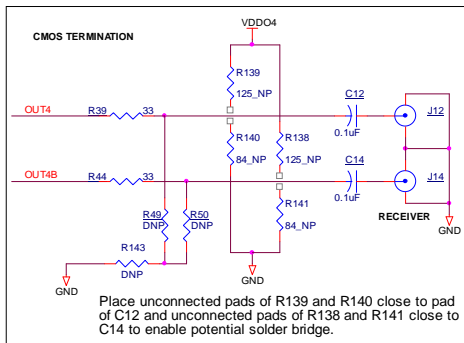 CMOS TERMINATION
VDDO4
R139
125_NP
OUT4
R39
33
C12
0.1uF
J12
R140
84_NP
R138
125_NP
OUT4B
R44
33
C14
0.1uF
J14
R141
84_NP
RECEIVER
R49
DNP
R50
DNP
R143
DNP
GND
GND
GND
Place unconnected pads of R139 and R140 close to pad
of C12 and unconnected pads of R138 and R141 close to
C14 to enable potential solder bridge.